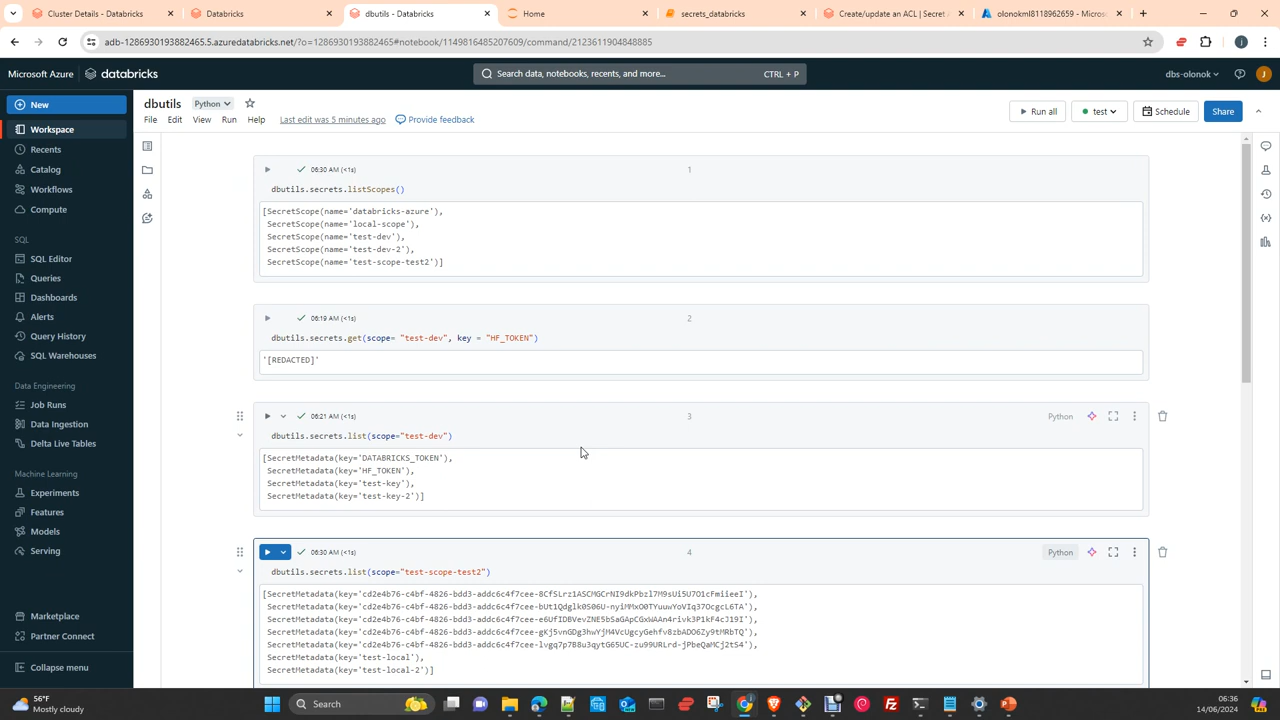 Cluster Details - Databricks
Databricks
dbutils - Databricks
Home
secrets_databricks
Create/update an ACL | Secret A
olonokml8118962659 - Microso
adb-1286930193882465.5.azuredatabricks.net/?o=1286930193882465#notebook/1149816485207609/command/2123611904848885
Microsoft Azure
databricks
Search data, notebooks, recents, and more...
CTRL + P
dbs-olonok
J
New
Workspace
Recents
Catalog
Workflows
Compute
SQL
SQL Editor
Queries
Dashboards
Alerts
Query History
SQL Warehouses
Data Engineering
Job Runs
Data Ingestion
Delta Live Tables
Machine Learning
Experiments
Features
Models
Serving
Marketplace
Partner Connect
Collapse menu
dbutils
Python
File Edit View Run Help
Last edit was 5 minutes ago
Provide feedback
Run all
test
Schedule
Share
06:30 AM (<1s)
1
dbutils.secrets.listScopes()
[SecretScope(name='databricks-azure'),
SecretScope(name='local-scope'),
SecretScope(name='test-dev'),
SecretScope(name='test-dev-2'),
SecretScope(name='test-scope-test2')]
06:19 AM (<1s)
2
dbutils.secrets.get(scope= "test-dev", key = "HF_TOKEN")
'[REDACTED]'
06:21 AM (<1s)
3
Python
dbutils.secrets.list(scope="test-dev")
[SecretMetadata(key='DATABRICKS_TOKEN'),
SecretMetadata(key='HF_TOKEN'),
SecretMetadata(key='test-key'),
SecretMetadata(key='test-key-2')]
06:30 AM (<1s)
4
Python
dbutils.secrets.list(scope="test-scope-test2")
SecretMetadata(key='test-local'),
SecretMetadata(key='test-local-2')]
56°F
Mostly cloudy
Search
06:36
14/06/2024